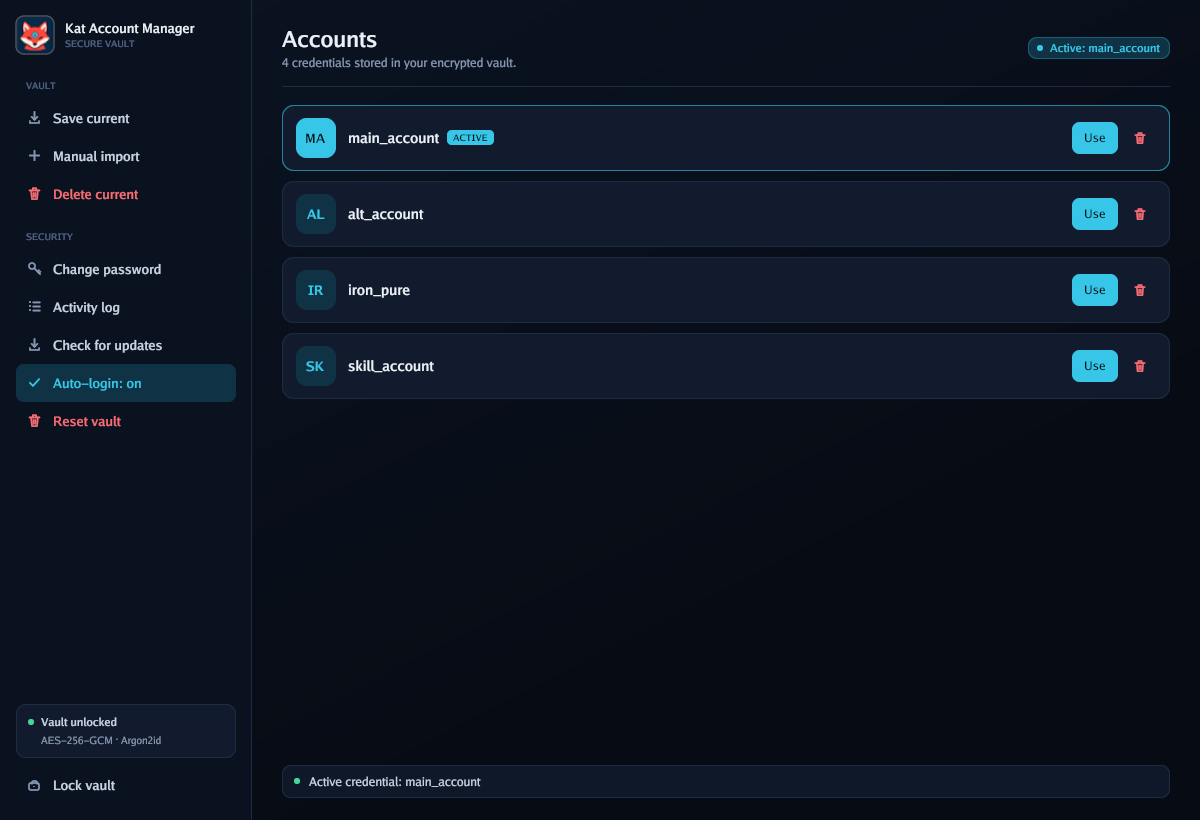 Kat Account Manager
SECURE VAULT
VAULT
Save current
Manual import
Delete current
SECURITY
Change password
Activity log
Check for updates
Auto-login: on
Reset vault
Vault unlocked
AES-256-GCM · Argon2id
Lock vault
Accounts
4 credentials stored in your encrypted vault.
Active: main_account
MA main_account ACTIVE Use
AL alt_account Use
IR iron_pure Use
SK skill_account Use
Active credential: main_account